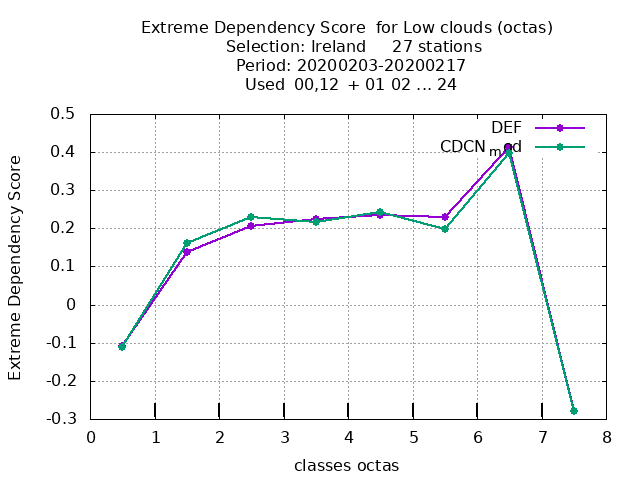 Extreme Dependency Score  for Low clouds (octas)
Selection: Ireland     27 stations
Period: 20200203-20200217
Used  00,12  + 01 02 ... 24
Extreme Dependency Score
0.5
0.4
0.3
0.2
0.1
0
-0.1
-0.2
-0.3
DEF
0 1 2 3 4 5 6 7 8
classes octas